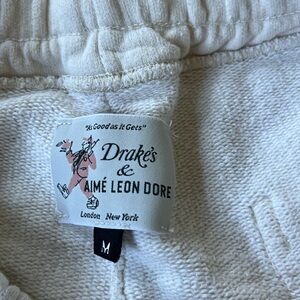 "As Good as It Gets"
Drake's
&
AIMÉ LEON DORE
London New York
M